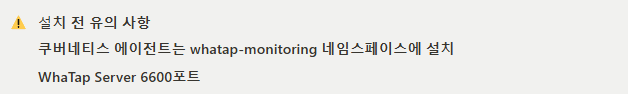 설치 전 유의 사항
쿠버네티스 에이전트는 whatap-monitoring 네임스페이스에 설치
WhaTap Server 6600포트